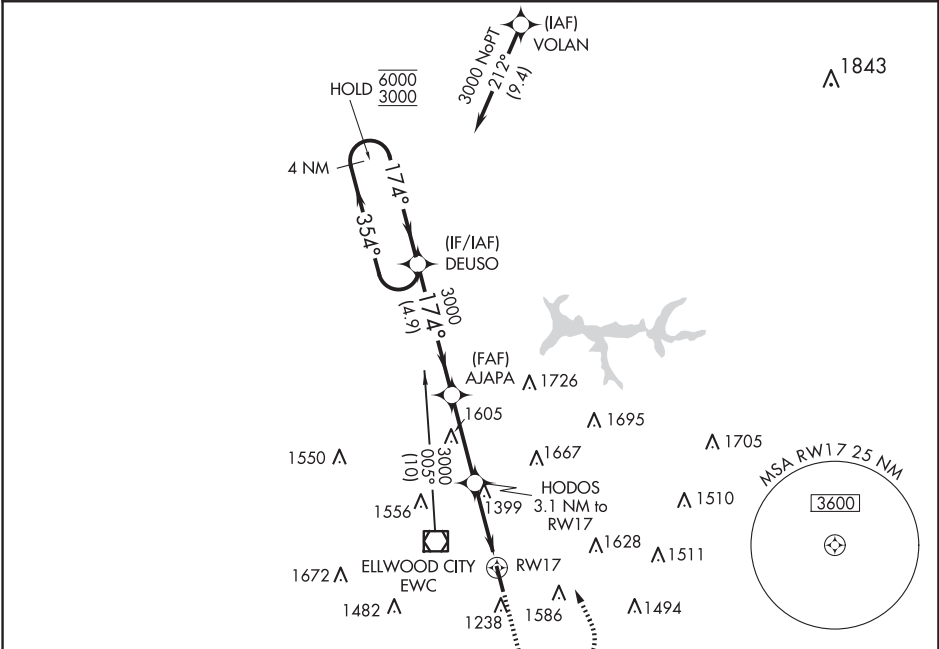 (IAF)
VOLAN
3000 NoPT
212°
(9.4)
1843
HOLD 6000
3000
4 NM
174°
354°
(IF/IAF)
DEUSO
3000
174°
(4.9)
(FAF)
AJAPA
1726
1605
1695
1705
1550
3000
005°
(10)
1667
MSA RW17 25 NM
3600
HODOS
3.1 NM to
RW17
1399
1510
1556
1628
1511
ELLWOOD CITY
EWC
RW17
1672
1482
1238
1586
1494